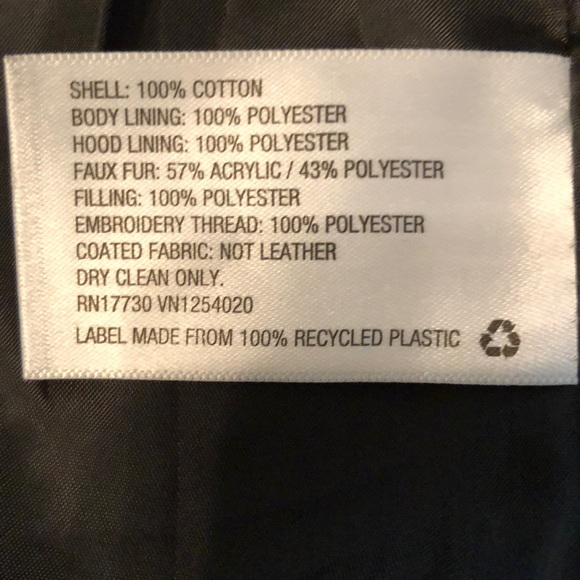 SHELL: 100% COTTON
BODY LINING: 100% POLYESTER
HOOD LINING: 100% POLYESTER
FAUX FUR: 57% ACRYLIC / 43% POLYESTER
FILLING: 100% POLYESTER
EMBROIDERY THREAD: 100% POLYESTER
COATED FABRIC: NOT LEATHER
DRY CLEAN ONLY.
RN17730 VN1254020
LABEL MADE FROM 100% RECYCLED PLASTIC